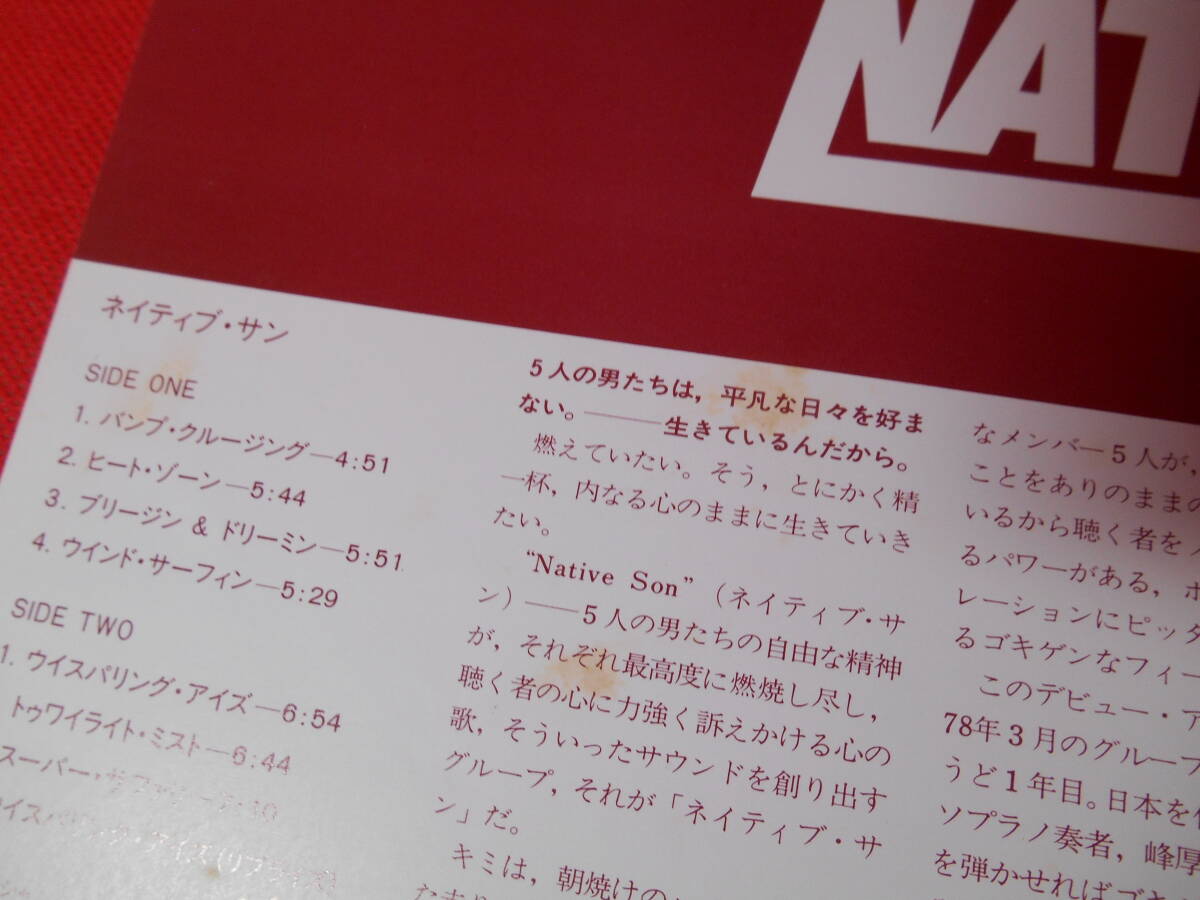 NAT
ネイティブ・サン
SIDE ONE
1. バンプ・クルージング—4:51
2. ヒート・ゾーン—5:44
3. ブリージン & ドリーミン—5:51
4. ウインド・サーフィン—5:29
SIDE TWO
1. ウイスパリング・アイズ—6:54
トゥワイライト・ミスト—6:44
スーパー・サファリ
5人の男たちは，平凡な日々を好ま
ない。——生きているんだから。
燃えていたい。そう，とにかく精
一杯，内なる心のままに生きていき
たい。
“Native Son”（ネイティブ・サ
ン）——5人の男たちの自由な精神
が，それぞれ最高度に燃焼し尽し，
聴く者の心に力強く訴えかける心の
歌，そういったサウンドを創り出す
グループ，それが「ネイティブ・サ
ン」だ。
キミは，朝焼けの
なメンバー5人が，
ことをありのままの
いるから聴く者を
るパワーがある，ポ
レーションにピッタ
るゴキゲンなフィー
このデビュー・ア
78年3月のグループ
うど1年目。日本を代
ソプラノ奏者，峰厚
を弾かせればゴキ